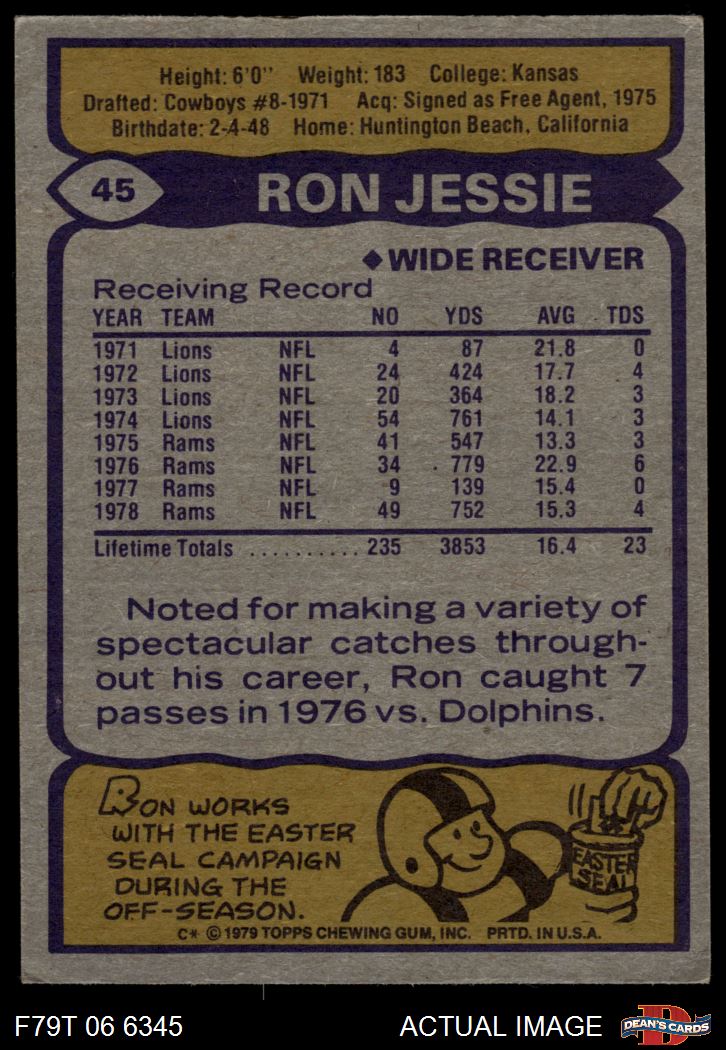 Height: 6'0" Weight: 183 College: Kansas
Drafted: Cowboys #8-1971 Acq: Signed as Free Agent, 1975
Birthdate: 2-4-48 Home: Huntington Beach, California
45 RON JESSIE
◆WIDE RECEIVER
Receiving Record
YEAR TEAM NO YDS AVG TDS
1971 Lions NFL 4 87 21.8 0
1972 Lions NFL 24 424 17.7 4
1973 Lions NFL 20 364 18.2 3
1974 Lions NFL 54 761 14.1 3
1975 Rams NFL 41 547 13.3 3
1976 Rams NFL 34 779 22.9 6
1977 Rams NFL 9 139 15.4 0
1978 Rams NFL 49 752 15.3 4
Lifetime Totals .......... 235 3853 16.4 23
Noted for making a variety of
spectacular catches through-
out his career, Ron caught 7
passes in 1976 vs. Dolphins.
RON WORKS
WITH THE EASTER
SEAL CAMPAIGN
DURING THE
OFF-SEASON.
EASTER
SEAL
C* © 1979 TOPPS CHEWING GUM, INC. PRTD. IN U.S.A.
F79T 06 6345 ACTUAL IMAGE D DEAN'S CARDS